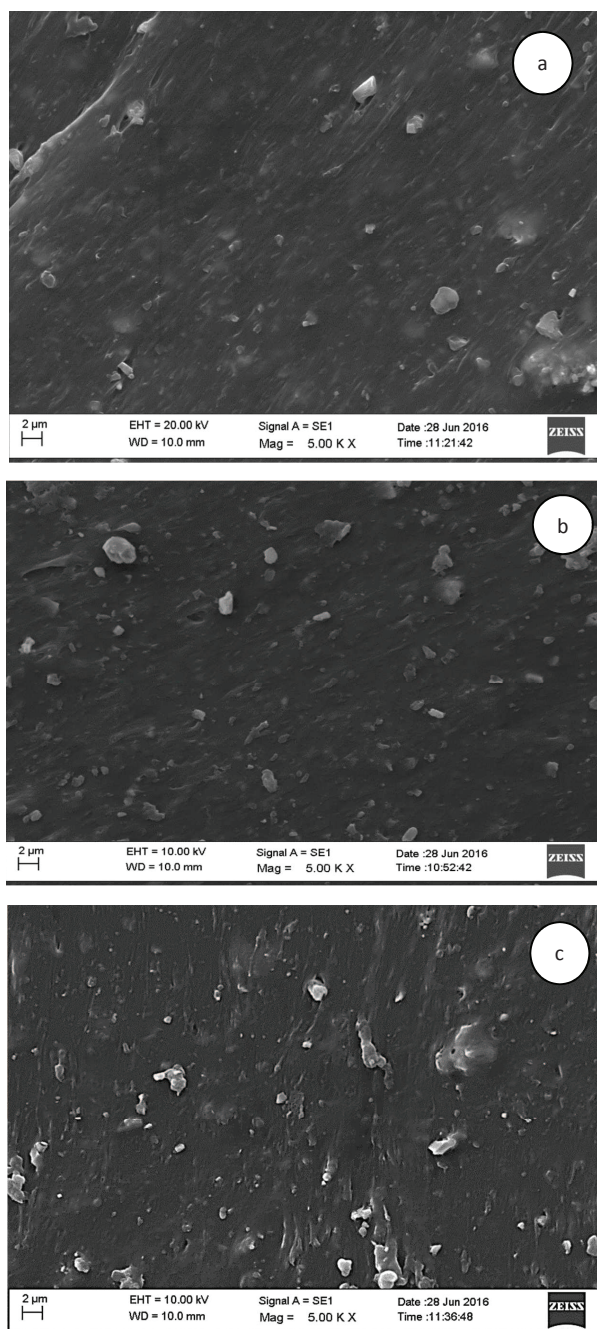 a
2 µm EHT = 20.00 kV Signal A = SE1 Date :28 Jun 2016 ZEISS
WD = 10.0 mm Mag = 5.00 K X Time :11:21:42
b
2 µm EHT = 10.00 kV Signal A = SE1 Date :28 Jun 2016 ZEISS
WD = 10.0 mm Mag = 5.00 K X Time :10:52:42
c
2 µm EHT = 10.00 kV Signal A = SE1 Date :28 Jun 2016 ZEISS
WD = 10.0 mm Mag = 5.00 K X Time :11:36:48